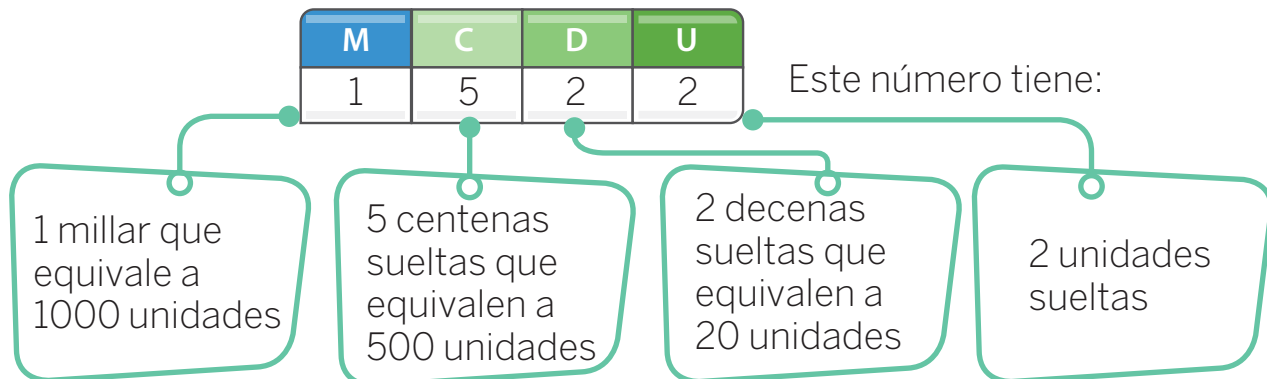 M C D U
1 5 2 2
Este número tiene:
1 millar que
equivale a
1000 unidades
5 centenas
sueltas que
equivalen a
500 unidades
2 decenas
sueltas que
equivalen a
20 unidades
2 unidades
sueltas